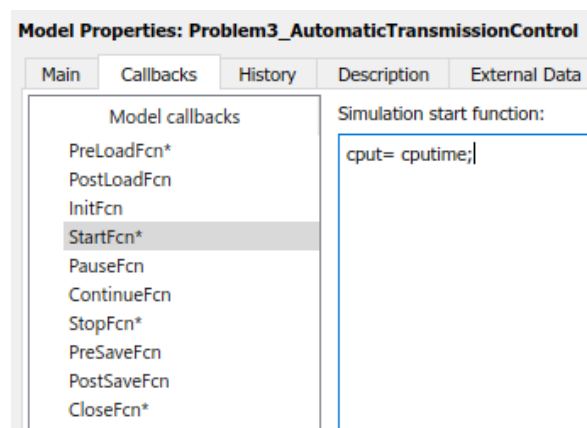 Model Properties: Problem3_AutomaticTransmissionControl
Main Callbacks History Description External Data
Model callbacks
PreLoadFcn*
PostLoadFcn
InitFcn
StartFcn*
PauseFcn
ContinueFcn
StopFcn*
PreSaveFcn
PostSaveFcn
CloseFcn*
Simulation start function:
cput= cputime;